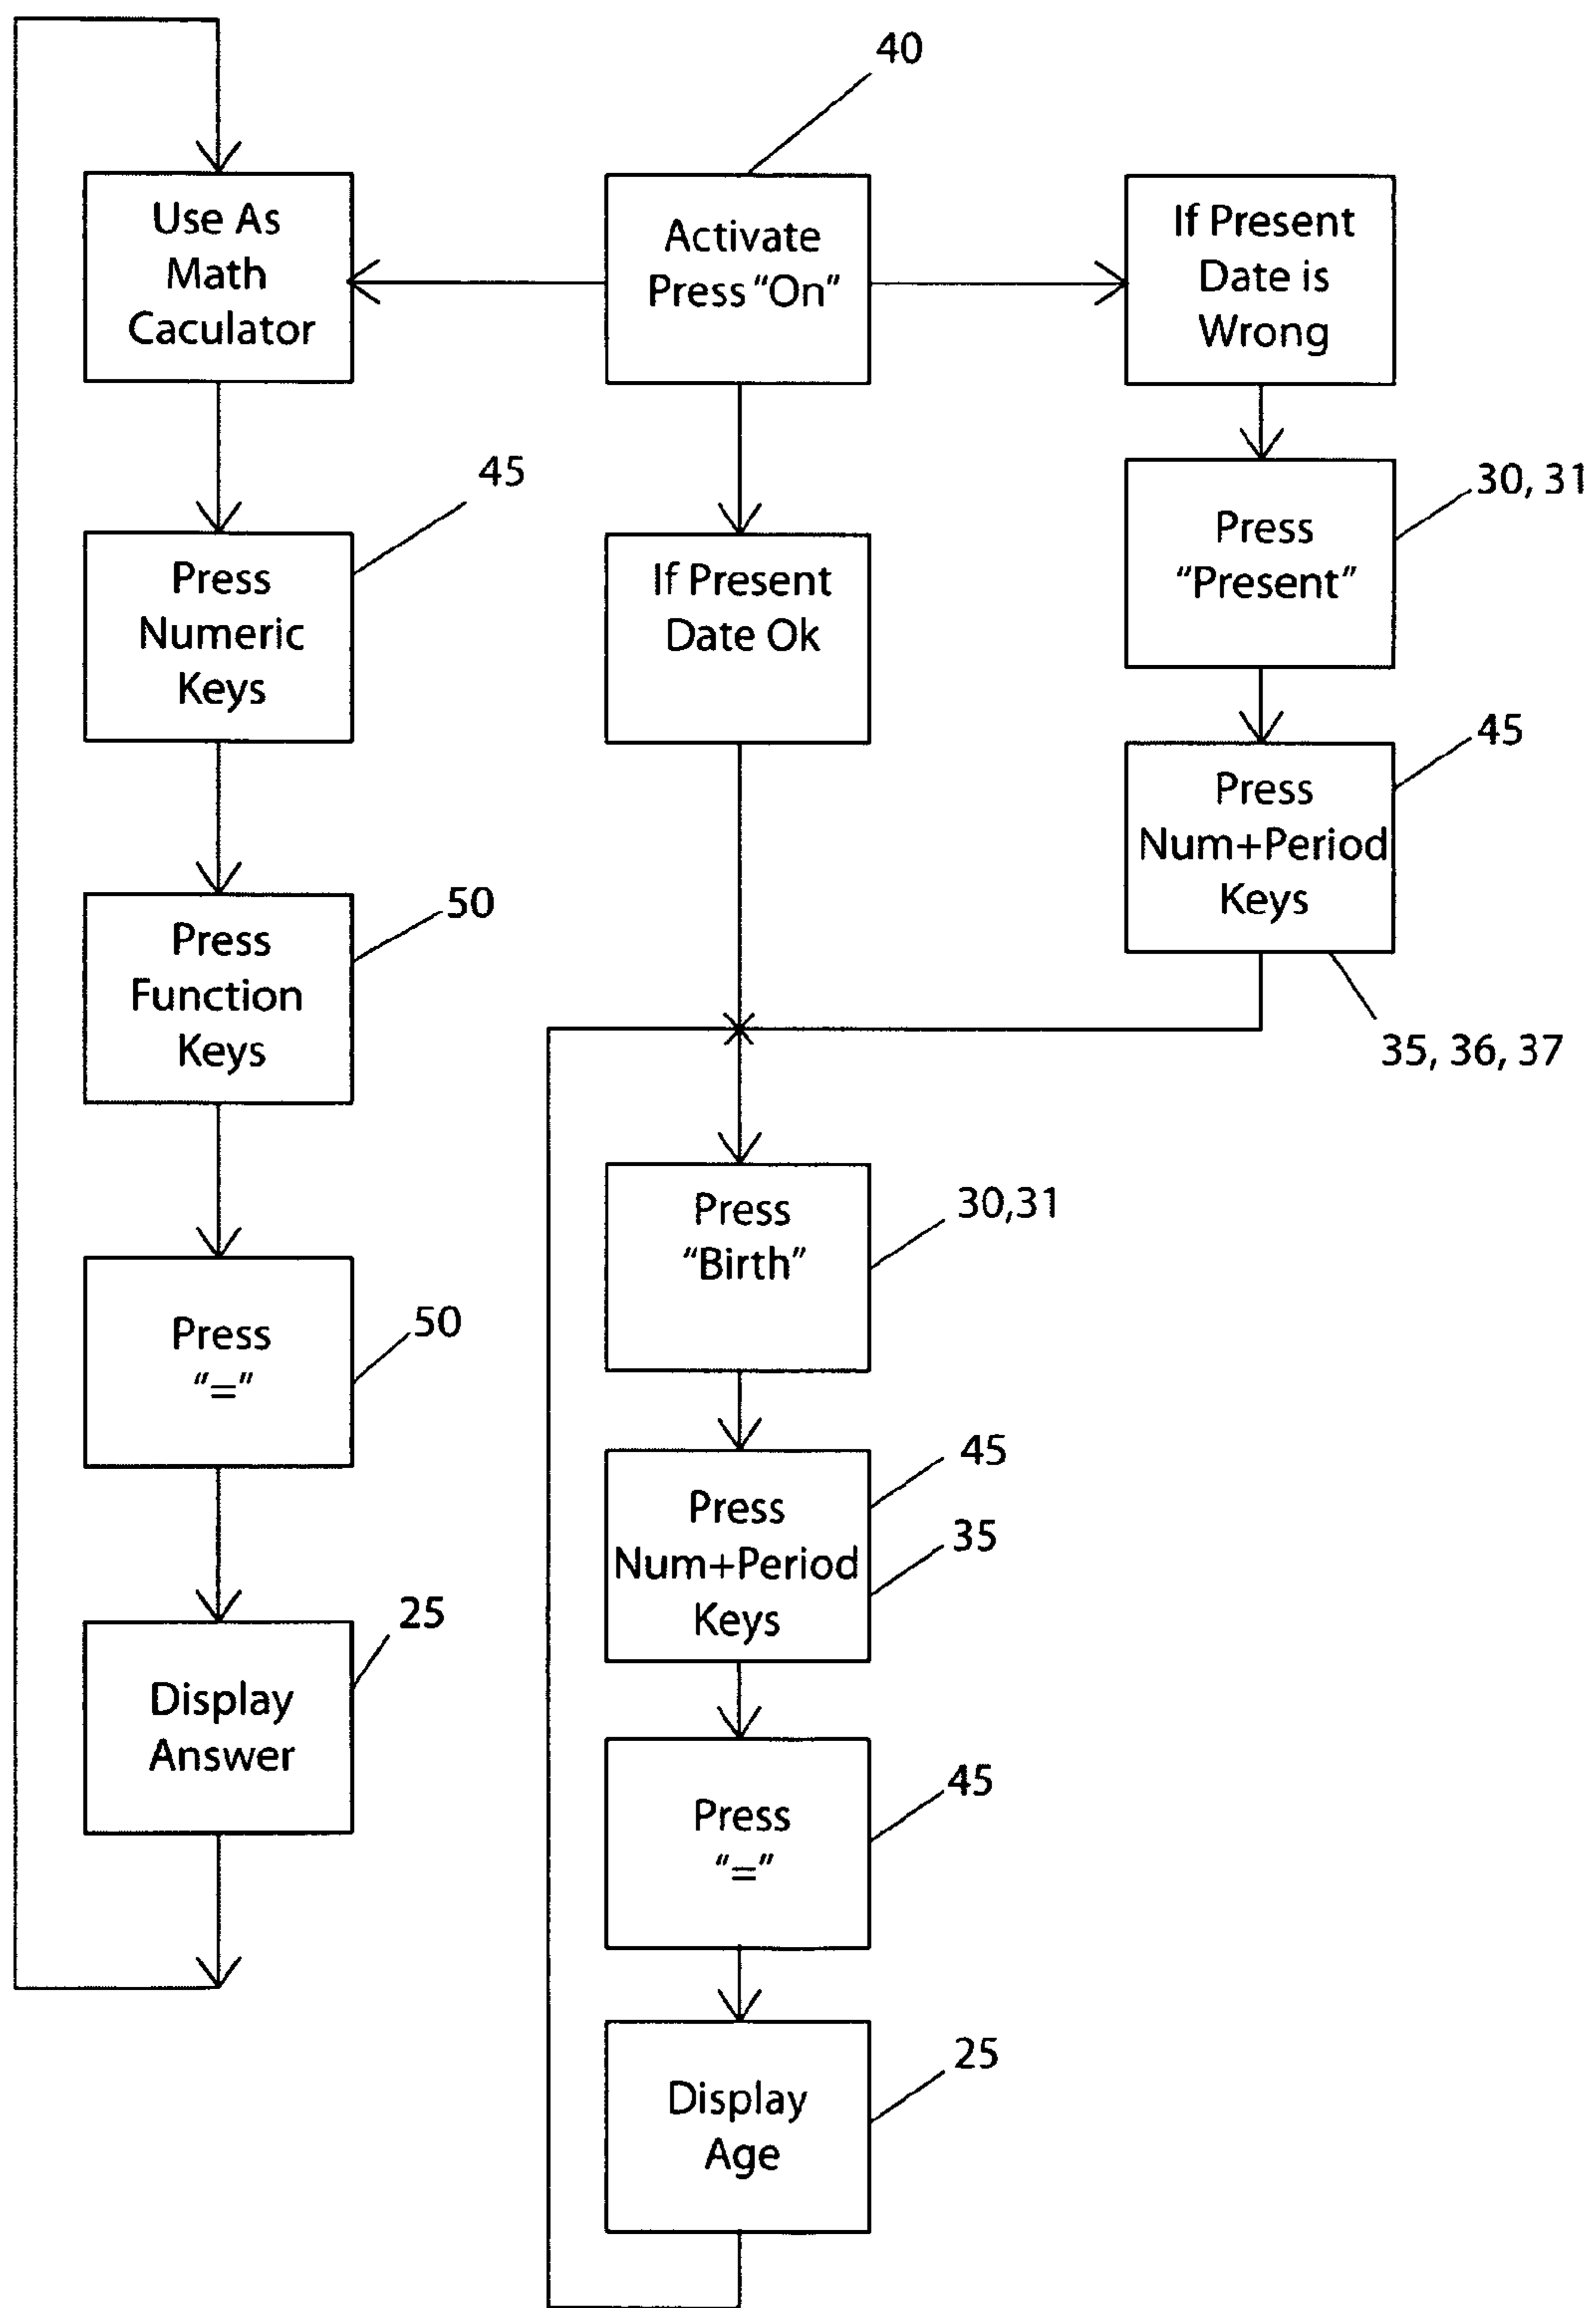 40
Use As
Math
Caculator
Activate
Press “On”
If Present
Date is
Wrong
45
Press
Numeric
Keys
If Present
Date Ok
30, 31
Press
“Present”
45
Press
Num+Period
Keys
35, 36, 37
50
Press
Function
Keys
30,31
Press
“Birth”
50
Press
“=”
45
Press
Num+Period
Keys
35
25
Display
Answer
45
Press
“=”
25
Display
Age